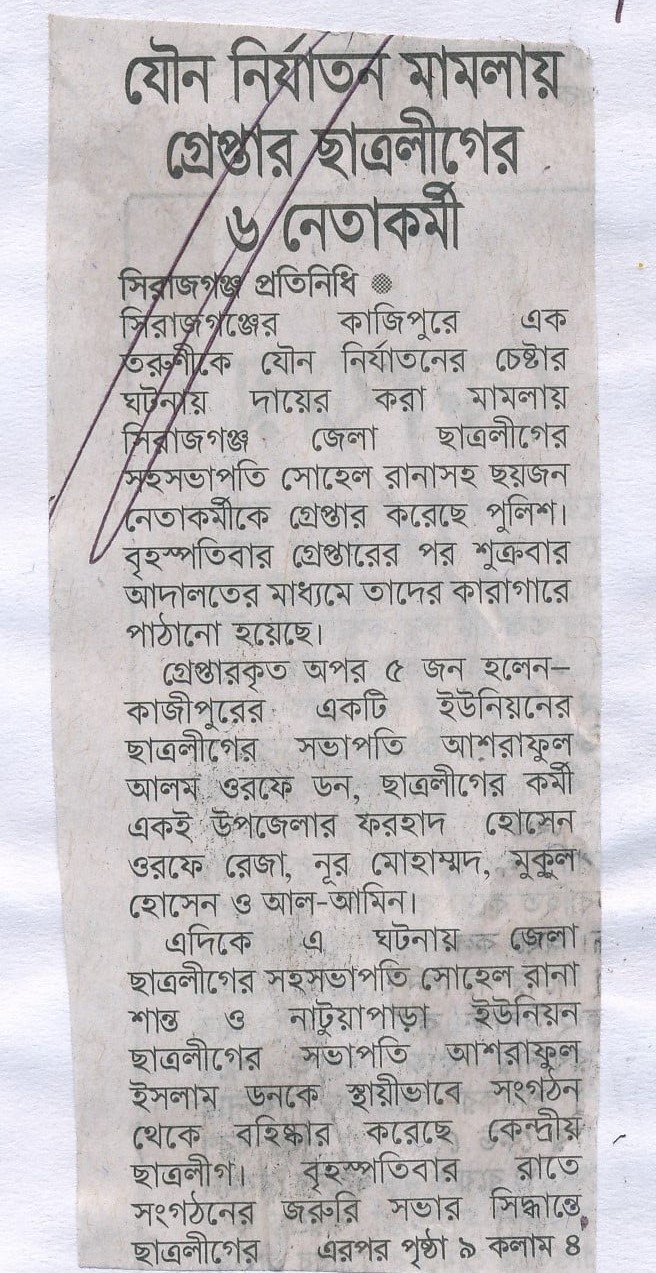 যৌন নির্যাতন মামলায়
গ্রেপ্তার ছাত্রলীগের
৬ নেতাকর্মী
সিরাজগঞ্জ প্রতিনিধি
সিরাজগঞ্জের কাজিপুরে এক
তরুণীকে যৌন নির্যাতনের চেষ্টার
ঘটনায় দায়ের করা মামলায়
সিরাজগঞ্জ জেলা ছাত্রলীগের
সহসভাপতি সোহেল রানাসহ ছয়জন
নেতাকর্মীকে গ্রেপ্তার করেছে পুলিশ।
বৃহস্পতিবার গ্রেপ্তারের পর শুক্রবার
আদালতের মাধ্যমে তাদের কারাগারে
পাঠানো হয়েছে।
গ্রেপ্তারকৃত অপর ৫ জন হলেন–
কাজীপুরের একটি ইউনিয়নের
ছাত্রলীগের সভাপতি আশরাফুল
আলম ওরফে ডন, ছাত্রলীগের কর্মী
একই উপজেলার ফরহাদ হোসেন
ওরফে রেজা, নূর মোহাম্মদ, মুকুল
হোসেন ও আল-আমিন।
এদিকে এ ঘটনায় জেলা
ছাত্রলীগের সহসভাপতি সোহেল রানা
শান্ত ও নাটুয়াপাড়া ইউনিয়ন
ছাত্রলীগের সভাপতি আশরাফুল
ইসলাম ডনকে স্থায়ীভাবে সংগঠন
থেকে বহিষ্কার করেছে কেন্দ্রীয়
ছাত্রলীগ। বৃহস্পতিবার রাতে
সংগঠনের জরুরি সভার সিদ্ধান্তে
ছাত্রলীগের এরপর পৃষ্ঠা ৯ কলাম ৪